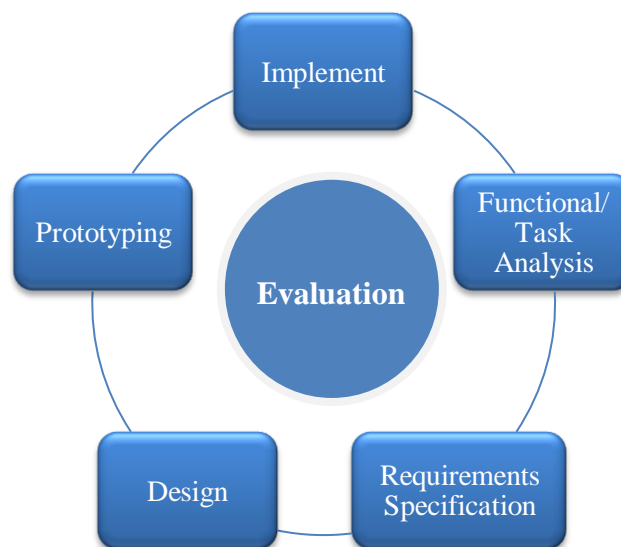 Implement
Functional/
Task
Analysis
Prototyping
Evaluation
Requirements
Specification
Design